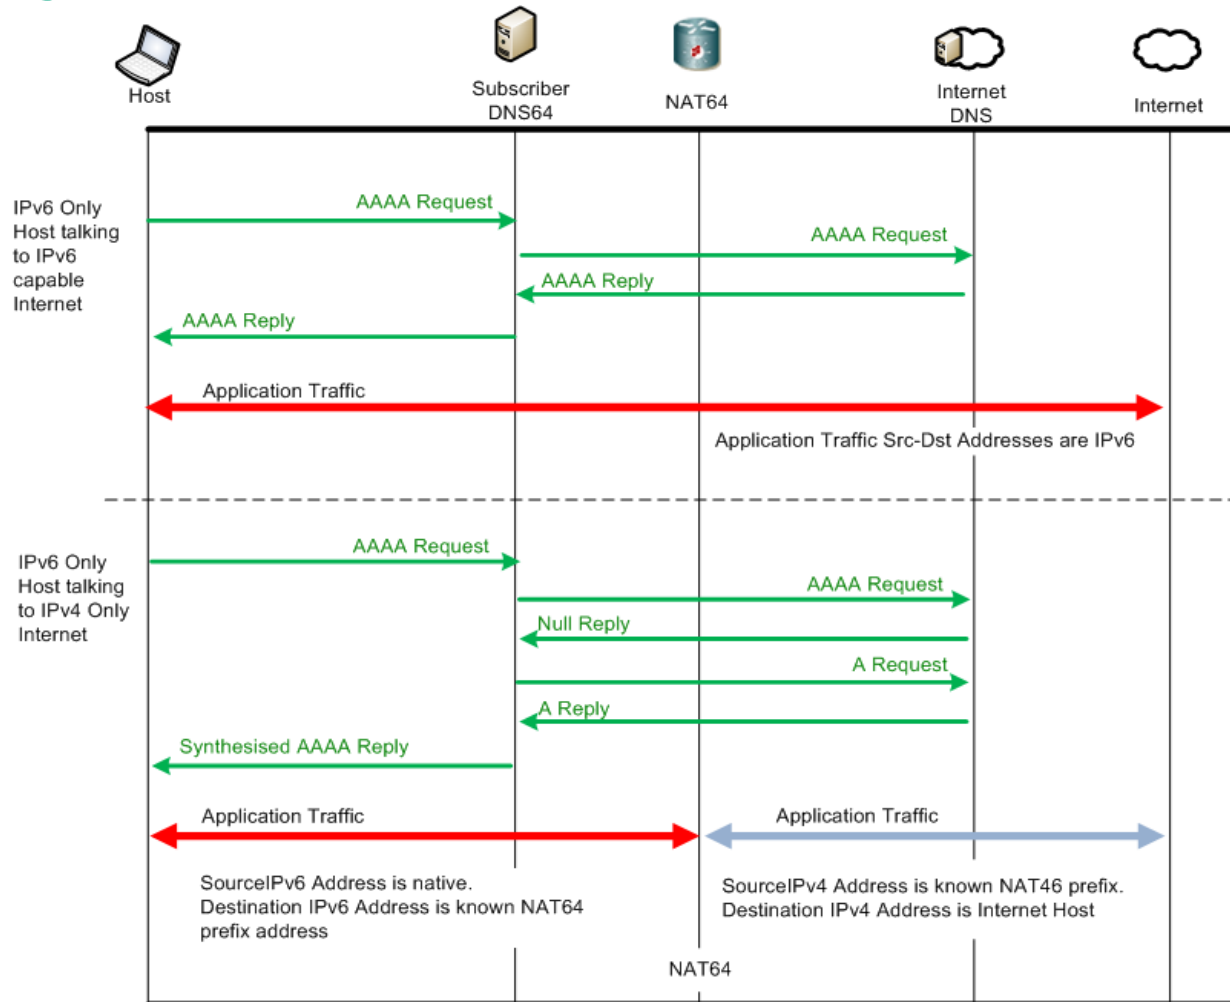 Host
Subscriber
DNS64
NAT64
Internet
DNS
Internet
IPv6 Only
Host talking
to IPv6
capable
Internet
AAAA Request
AAAA Request
AAAA Reply
AAAA Reply
Application Traffic
Application Traffic Src-Dst Addresses are IPv6
IPv6 Only
Host talking
to IPv4 Only
Internet
AAAA Request
AAAA Request
Null Reply
A Request
A Reply
Synthesised AAAA Reply
Application Traffic
Application Traffic
SourceIPv6 Address is native.
Destination IPv6 Address is known NAT64
prefix address
SourceIPv4 Address is known NAT46 prefix.
Destination IPv4 Address is Internet Host
NAT64